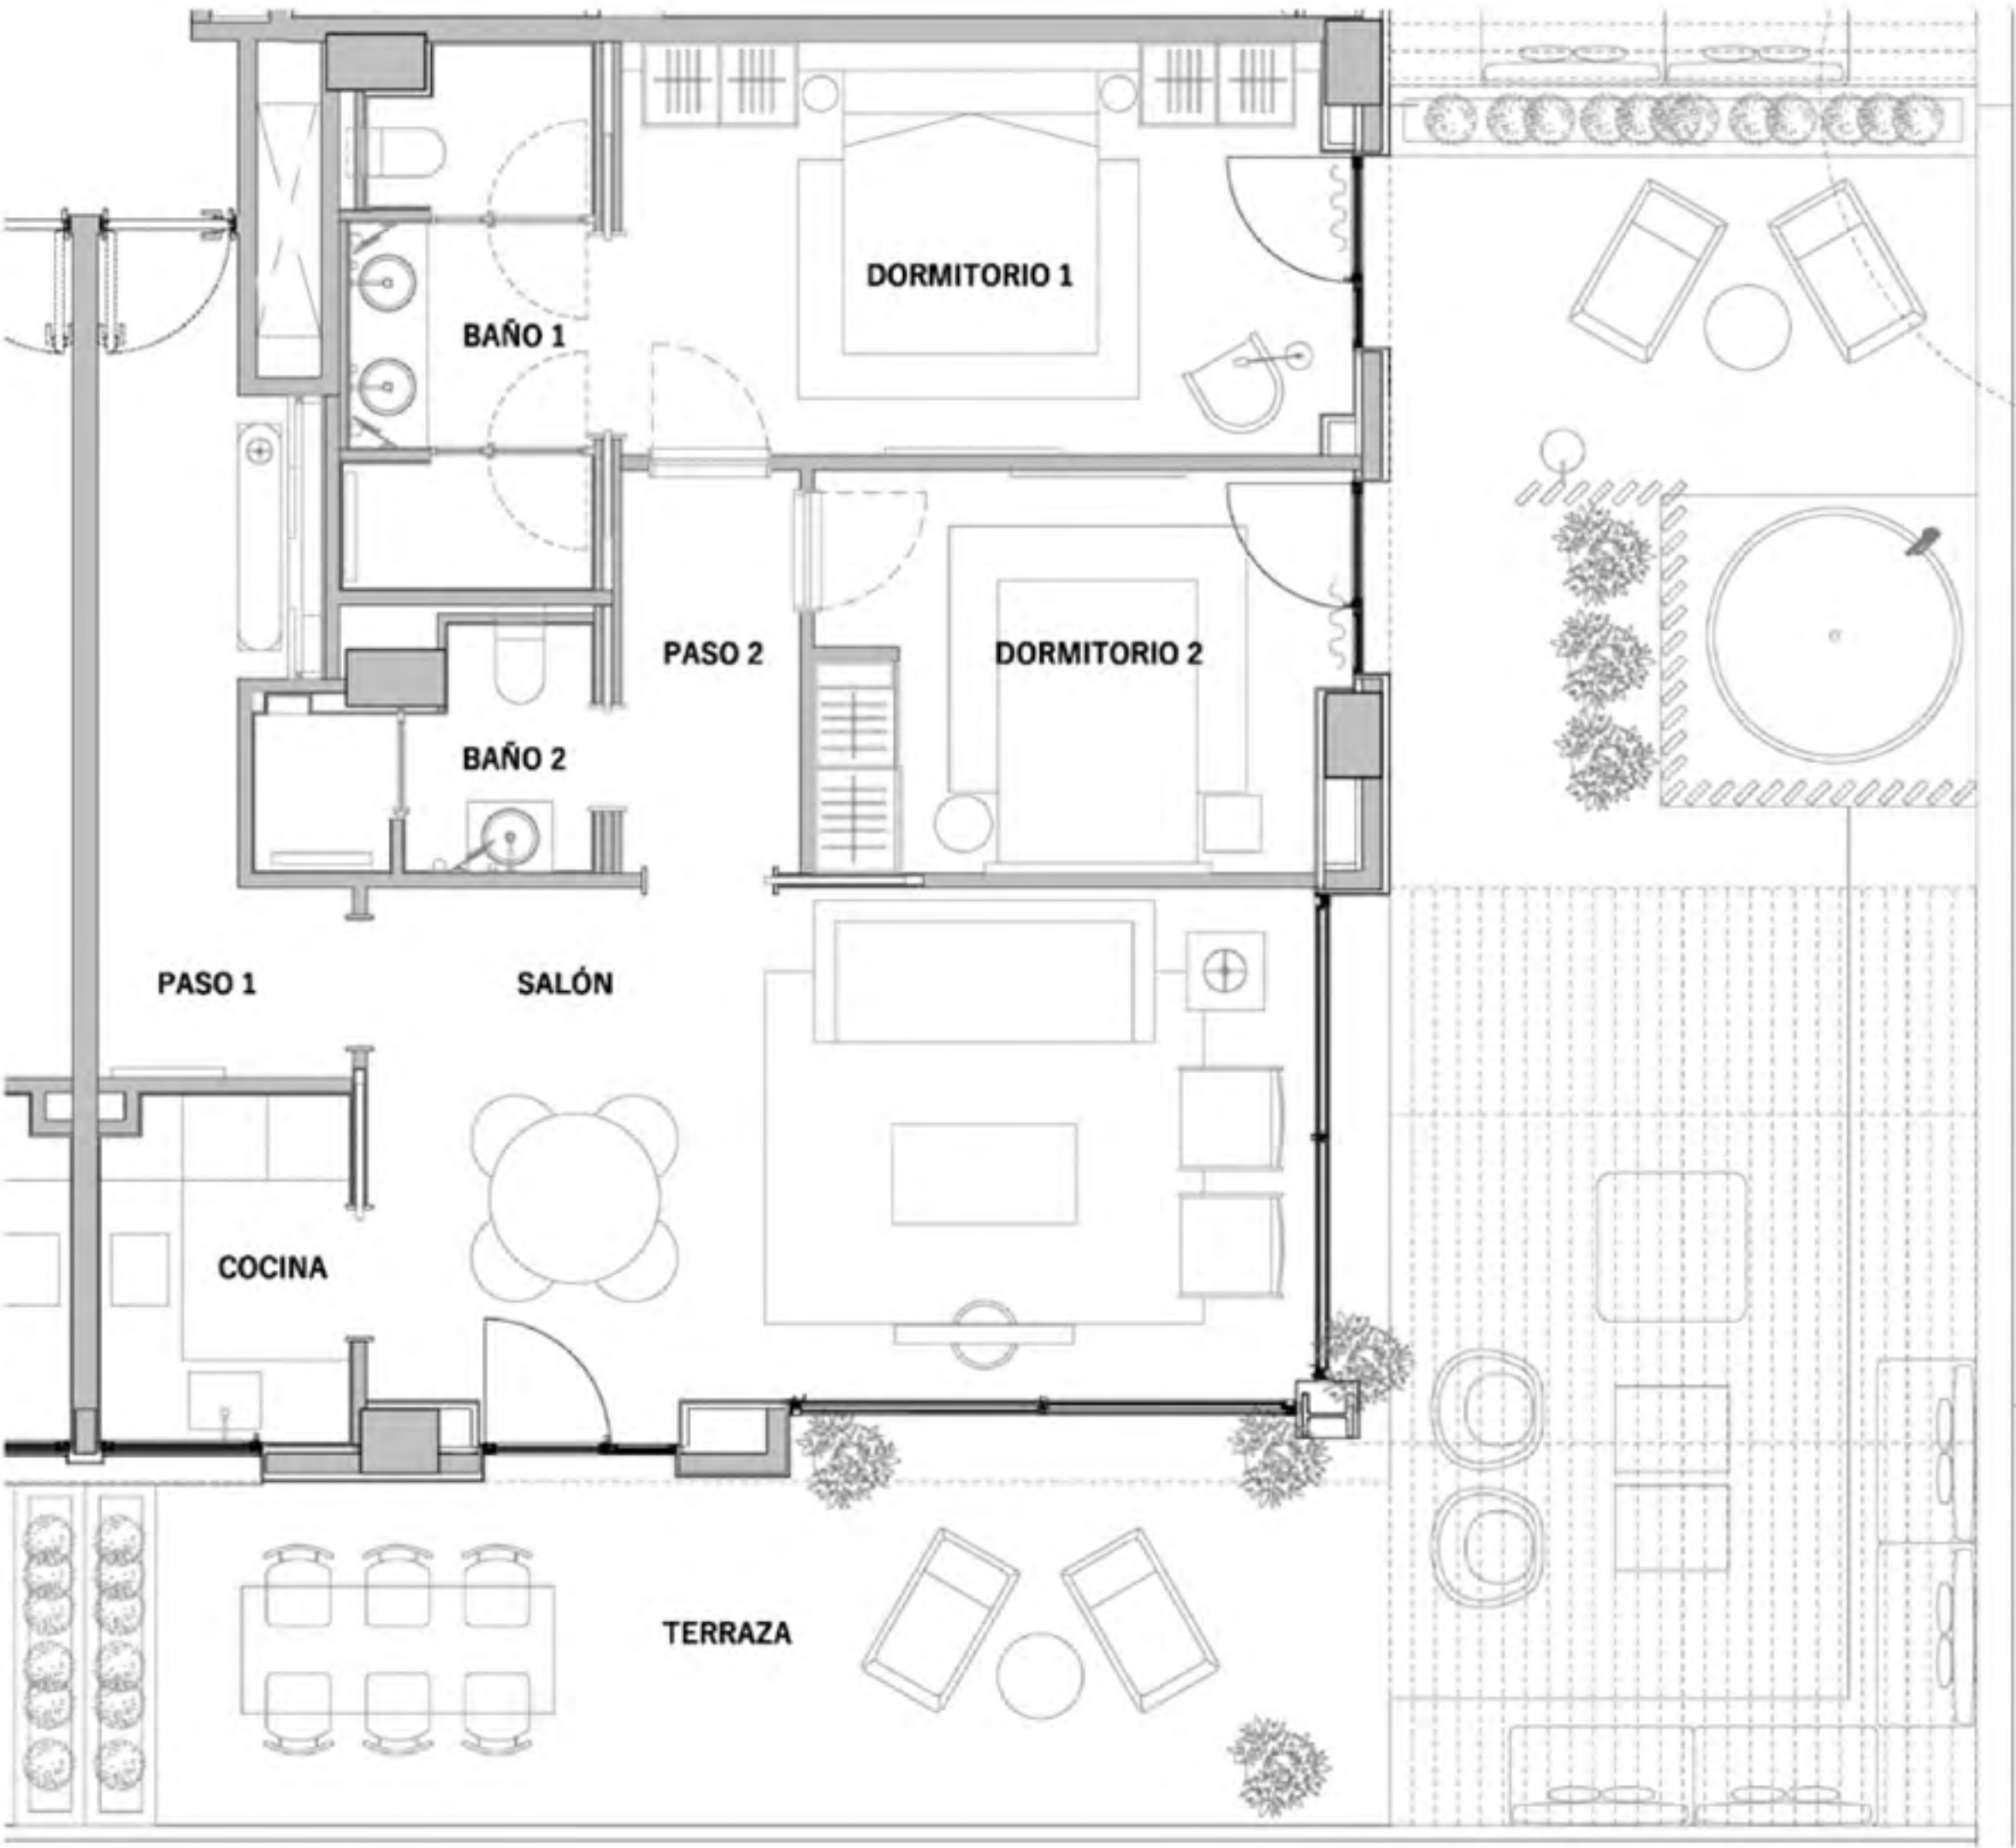 DORMITORIO 1
BAÑO 1
PASO 2
DORMITORIO 2
BAÑO 2
PASO 1
SALÓN
COCINA
TERRAZA